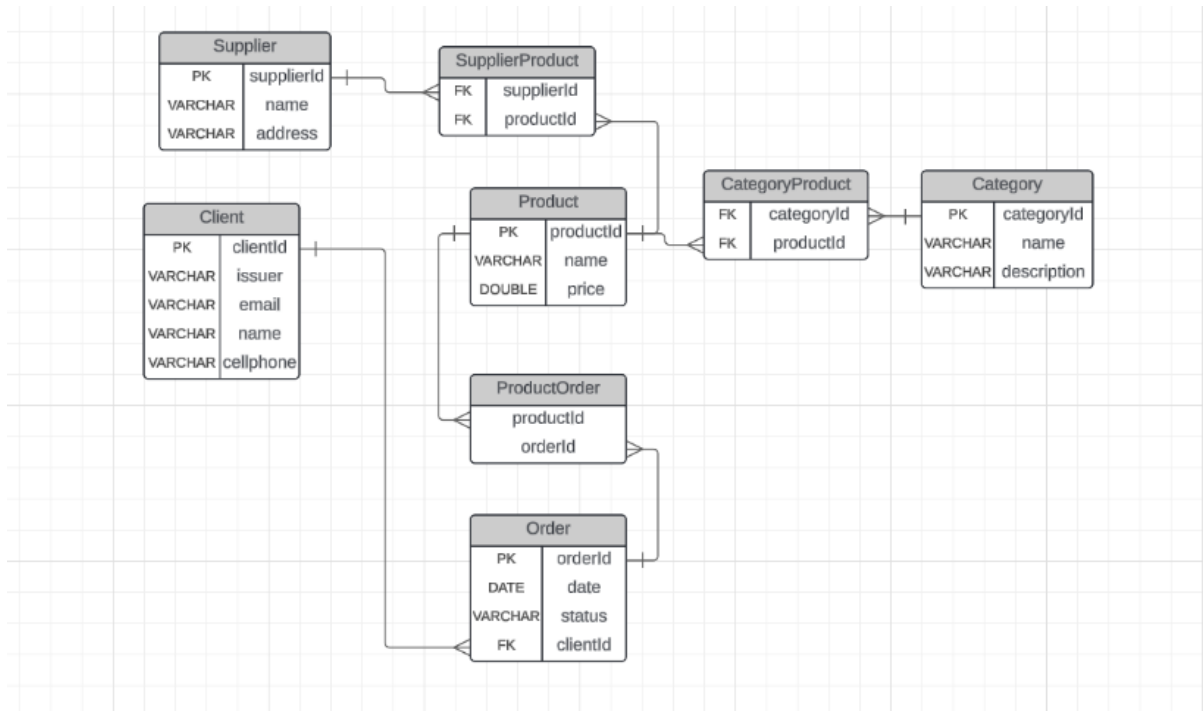 Supplier
PK supplierId
VARCHAR name
VARCHAR address
SupplierProduct
FK supplierId
FK productId
Client
PK clientId
VARCHAR issuer
VARCHAR email
VARCHAR name
VARCHAR cellphone
Product
PK productId
VARCHAR name
DOUBLE price
CategoryProduct
FK categoryId
FK productId
Category
PK categoryId
VARCHAR name
VARCHAR description
ProductOrder
productId
orderId
Order
PK orderId
DATE date
VARCHAR status
FK clientId